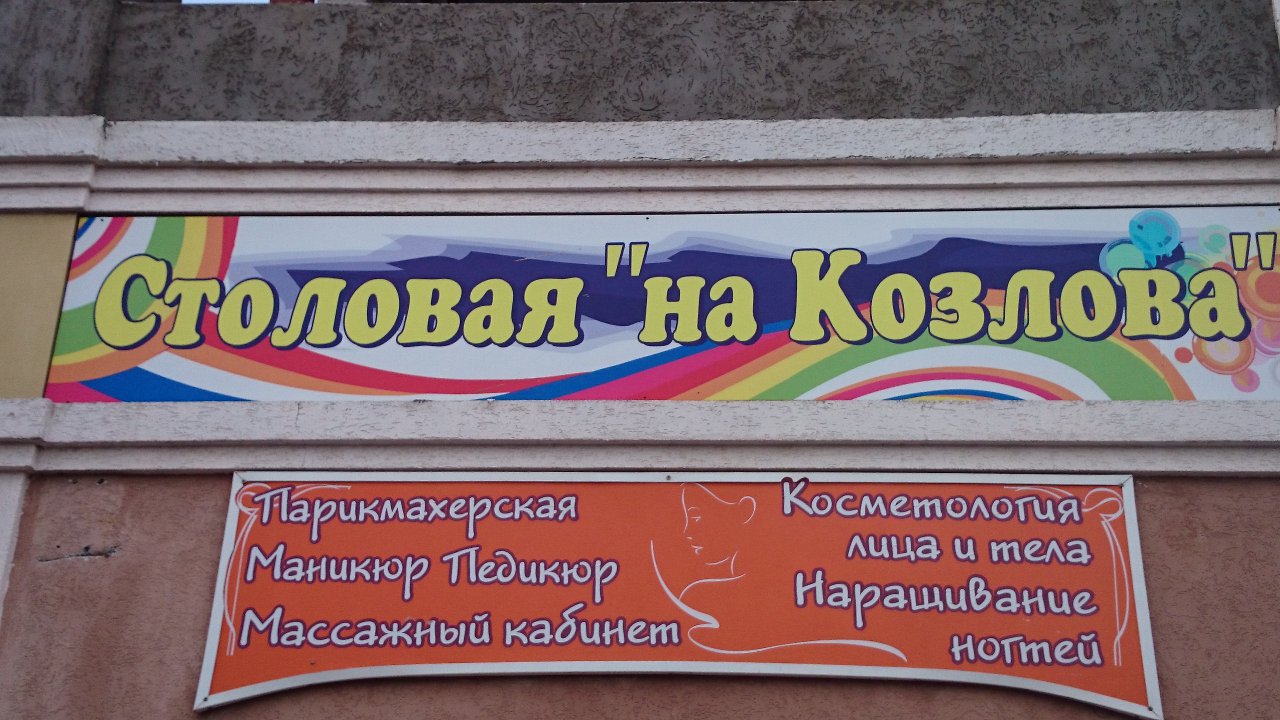 Столовая "на Козлова"
Парикмахерская
Маникюр Педикюр
Массажный кабинет
Косметология
лица и тела
Наращивание
ногтей